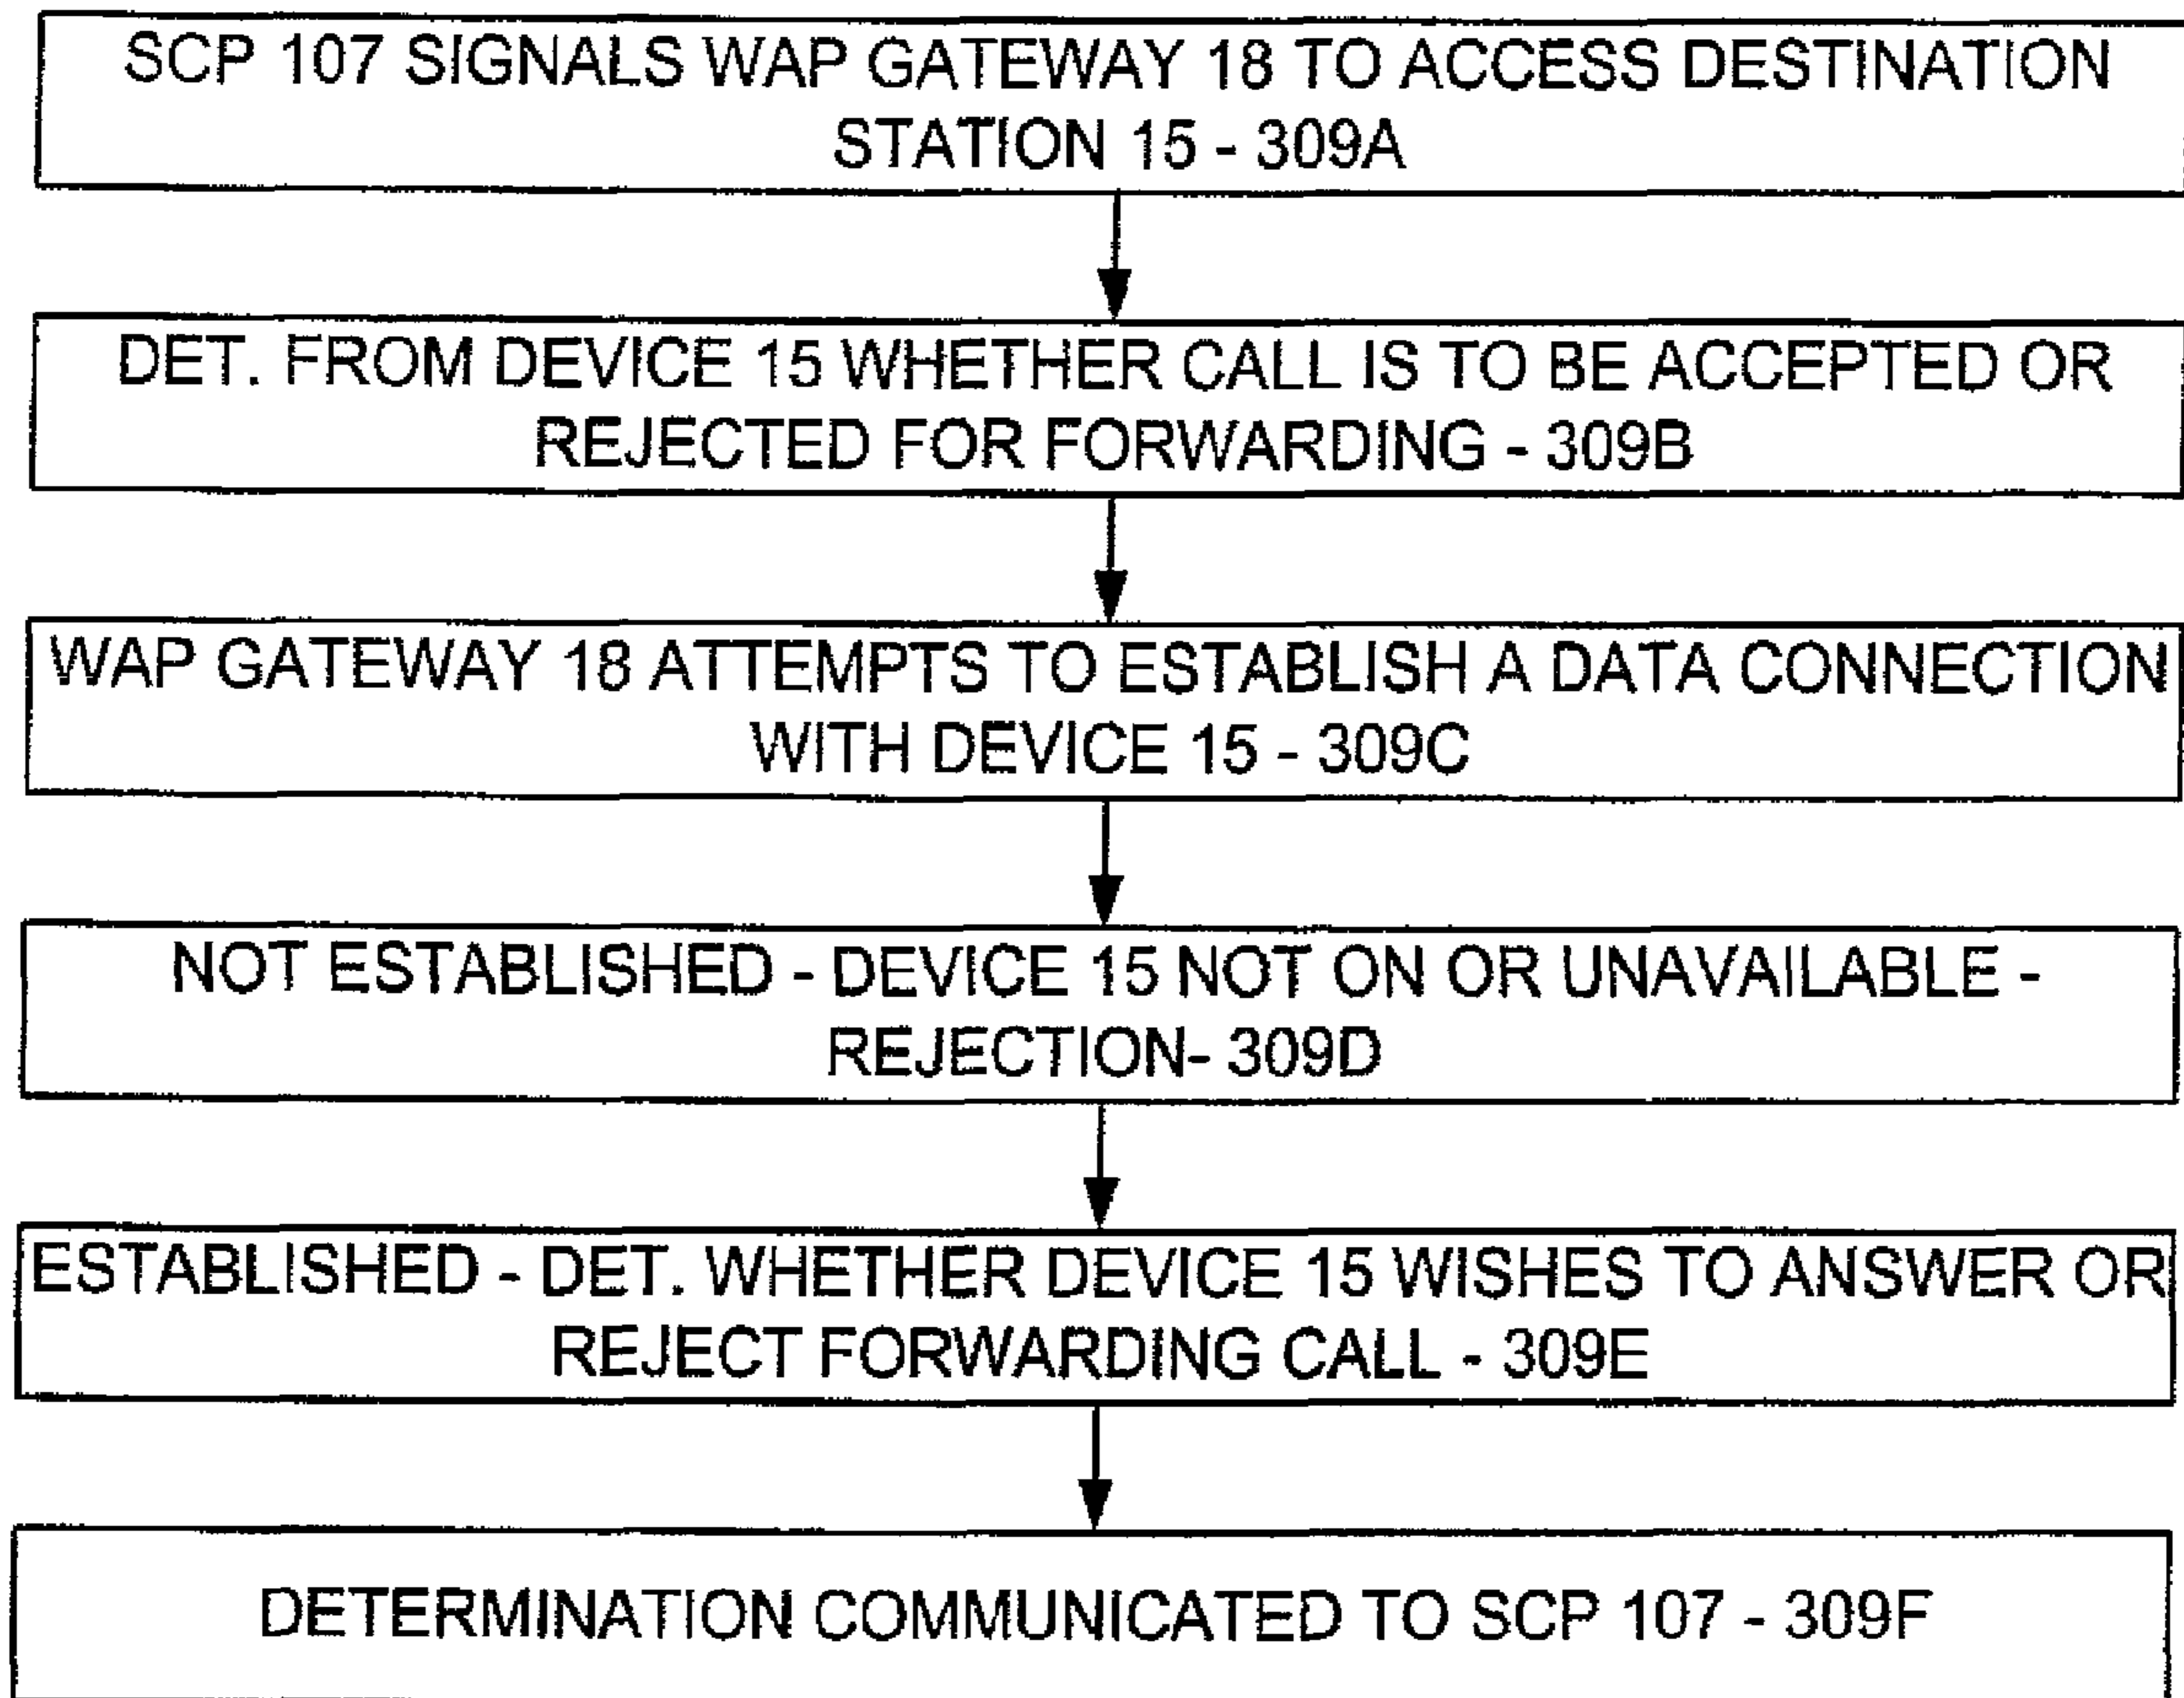 SCP 107 SIGNALS WAP GATEWAY 18 TO ACCESS DESTINATION
STATION 15 - 309A
DET. FROM DEVICE 15 WHETHER CALL IS TO BE ACCEPTED OR
REJECTED FOR FORWARDING - 309B
WAP GATEWAY 18 ATTEMPTS TO ESTABLISH A DATA CONNECTION
WITH DEVICE 15 - 309C
NOT ESTABLISHED - DEVICE 15 NOT ON OR UNAVAILABLE -
REJECTION- 309D
ESTABLISHED - DET. WHETHER DEVICE 15 WISHES TO ANSWER OR
REJECT FORWARDING CALL - 309E
DETERMINATION COMMUNICATED TO SCP 107 - 309F